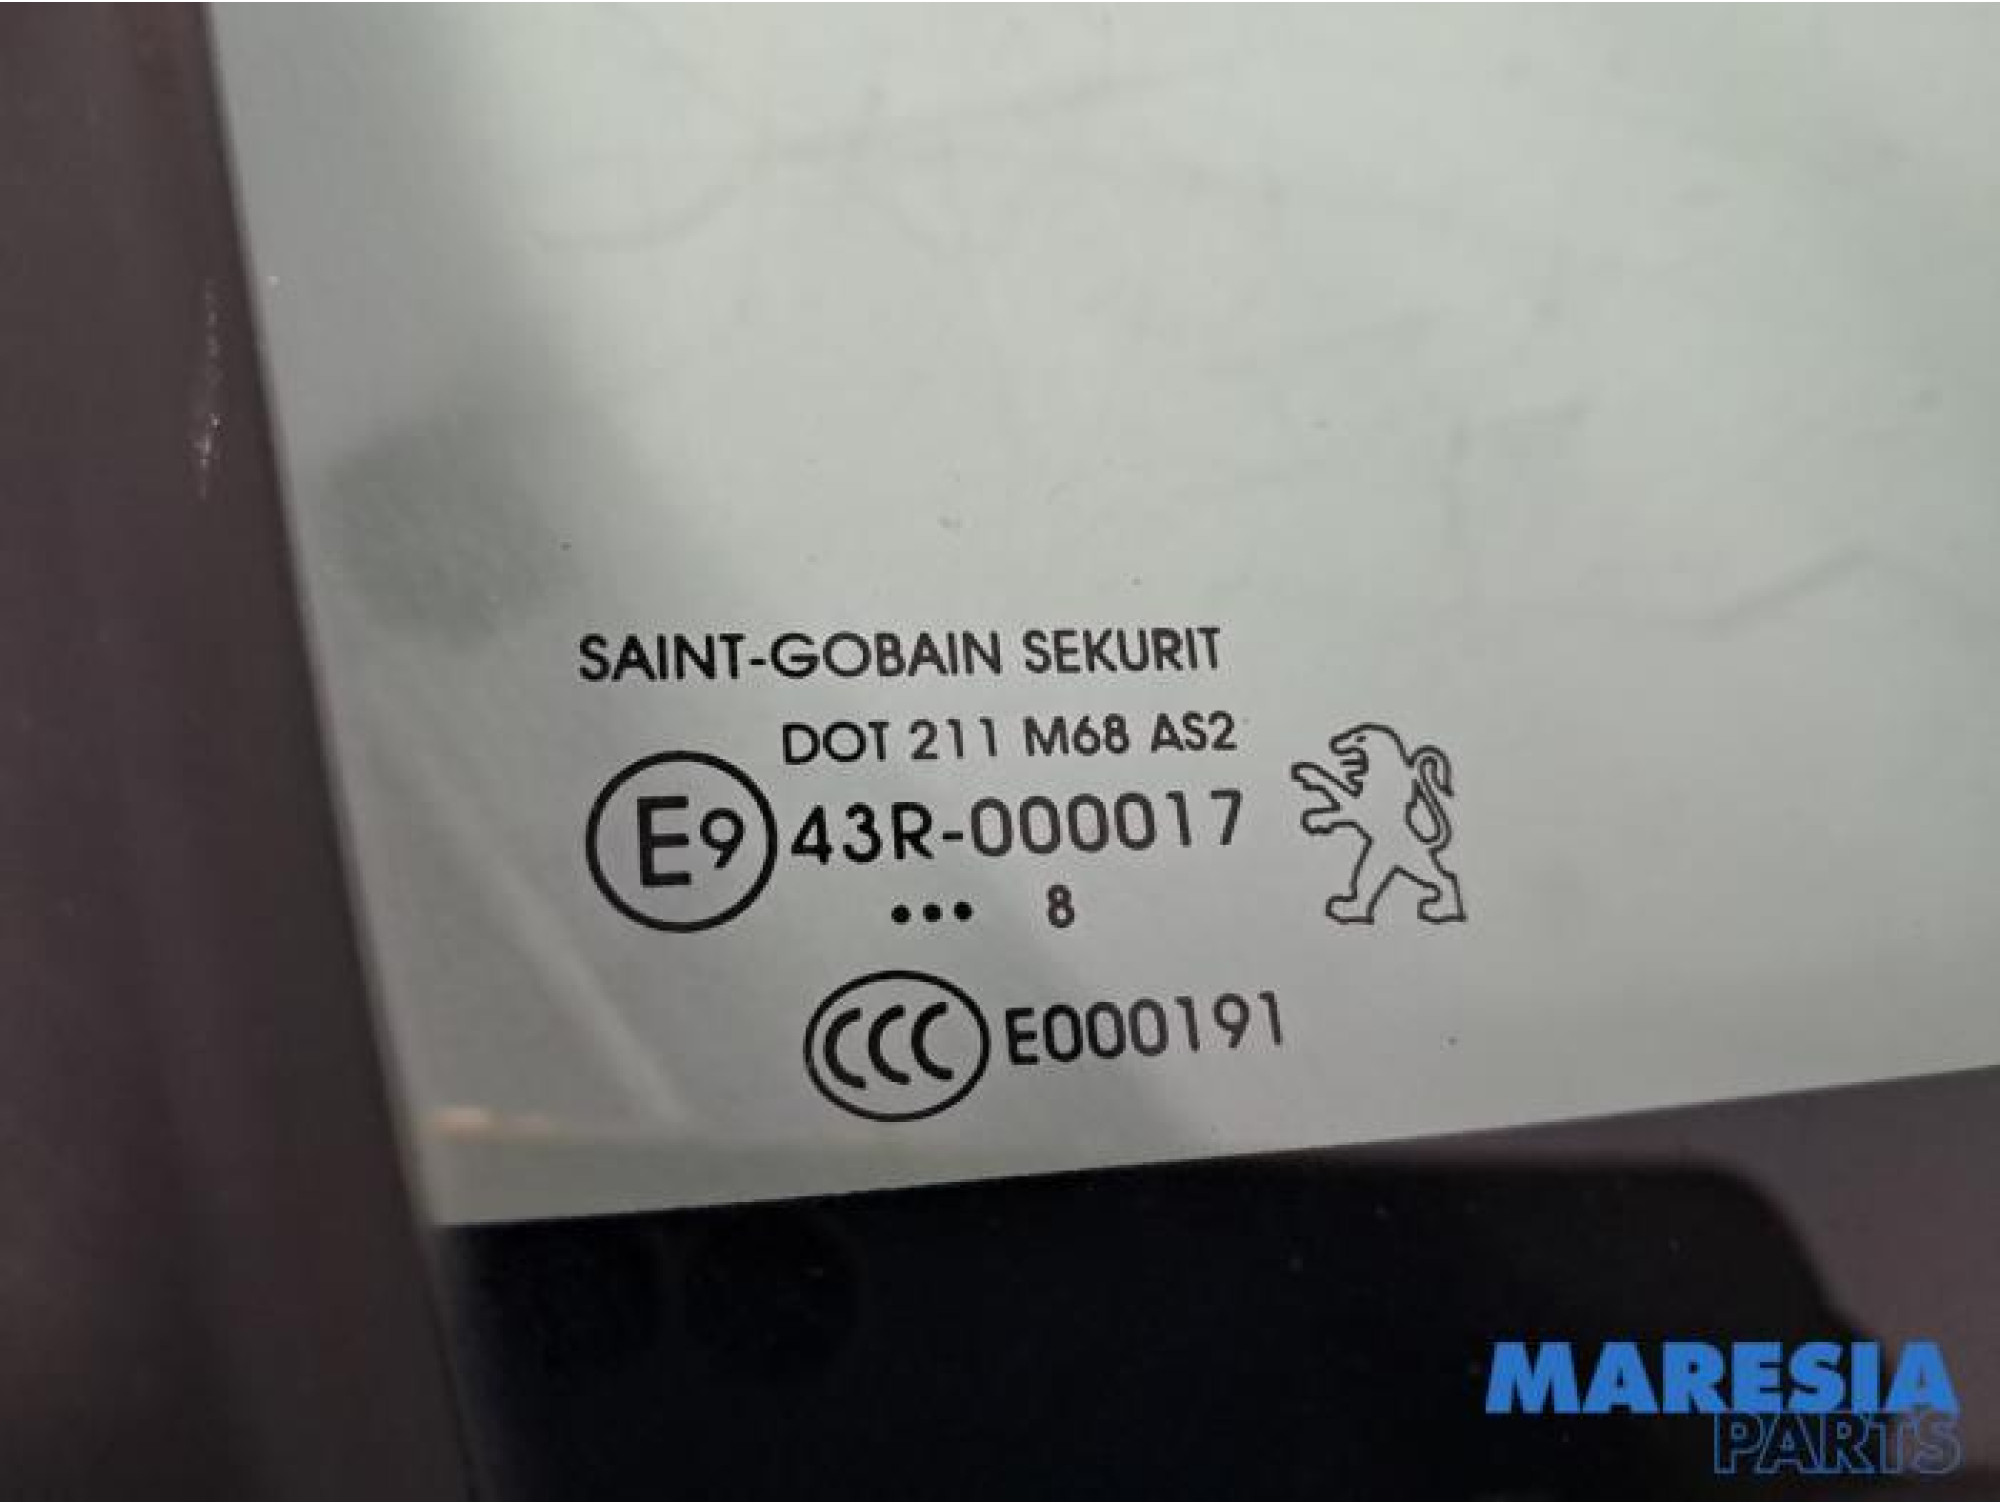 SAINT-GOBAIN SEKURIT
DOT 211 M68 AS2
E9 43R-000017
••• 8
CCC E000191
MARESIA
PARTS